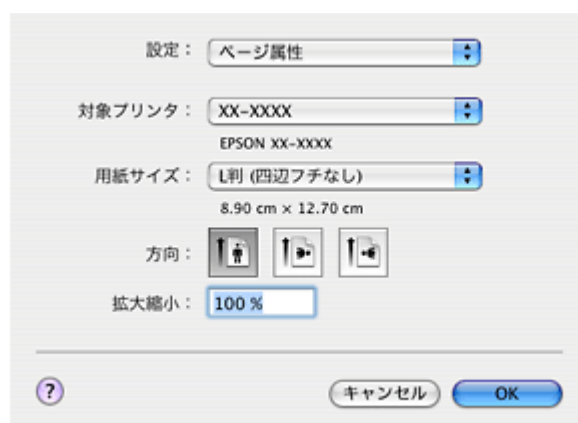 設定： ページ属性
対象プリンタ： XX-XXXX
EPSON XX-XXXX
用紙サイズ： L判 (四辺フチなし)
8.90 cm × 12.70 cm
方向：
拡大縮小： 100 %
? キャンセル OK